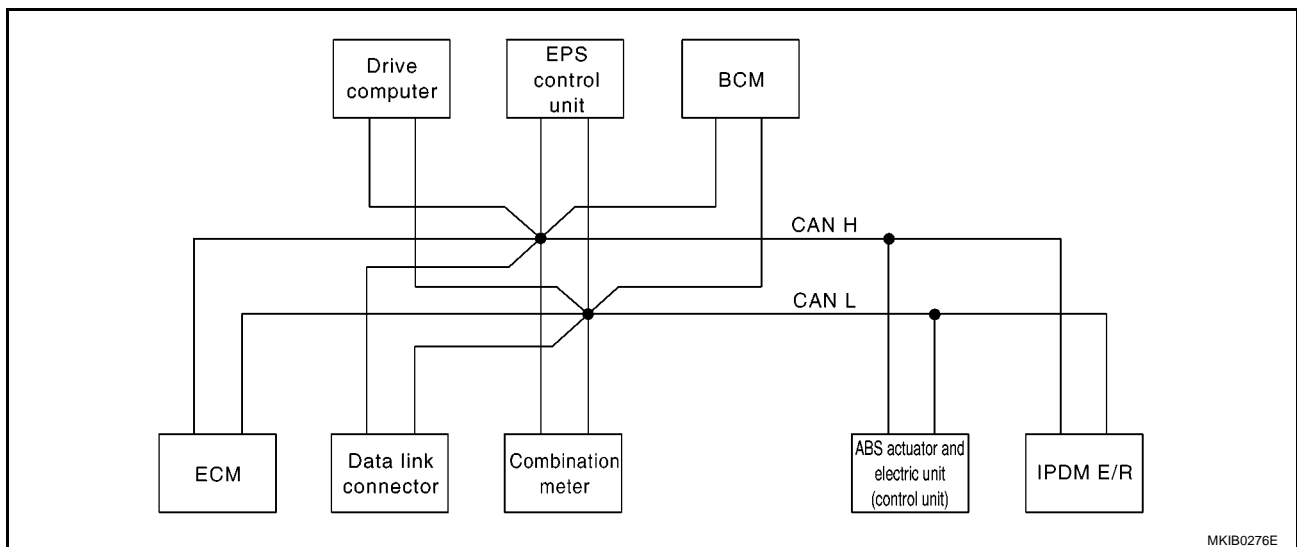 Drive
computer
EPS
control
unit
BCM
CAN H
CAN L
ECM
Data link
connector
Combination
meter
ABS actuator and
electric unit
(control unit)
IPDM E/R
MKIB0276E